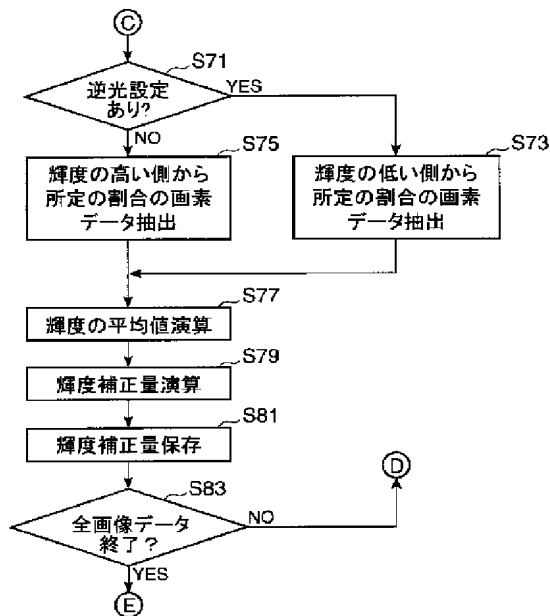 C
S71
逆光設定
あり?
YES
NO
S75
S73
輝度の高い側から
所定の割合の画素
データ抽出
輝度の低い側から
所定の割合の画素
データ抽出
S77
輝度の平均値演算
S79
輝度補正量演算
S81
輝度補正量保存
S83
D
全画像データ
終了?
NO
YES
E